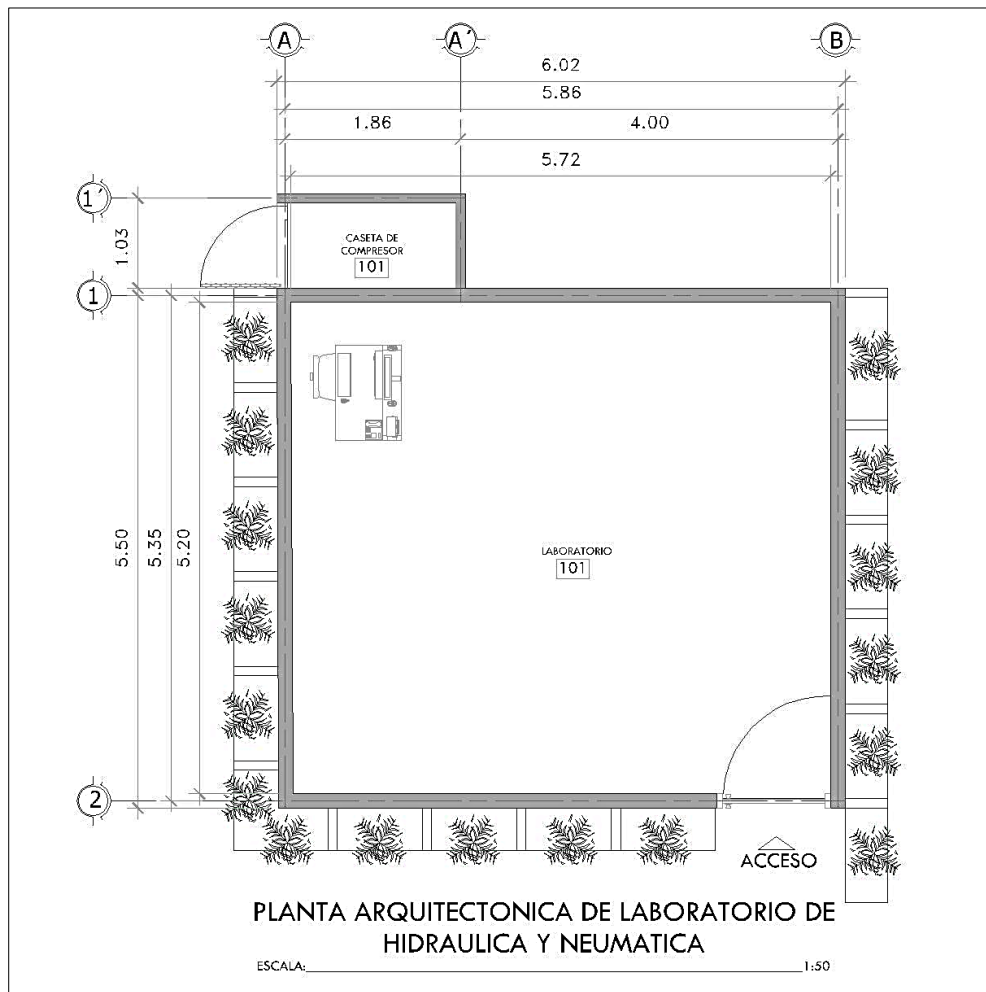 A
A´
B
6.02
5.86
1.86
4.00
5.72
1´
1.03
CASETA DE
COMPRESOR
101
1
5.50
5.35
5.20
LABORATORIO
101
2
ACCESO
PLANTA ARQUITECTONICA DE LABORATORIO DE
HIDRAULICA Y NEUMATICA
ESCALA:
1:50